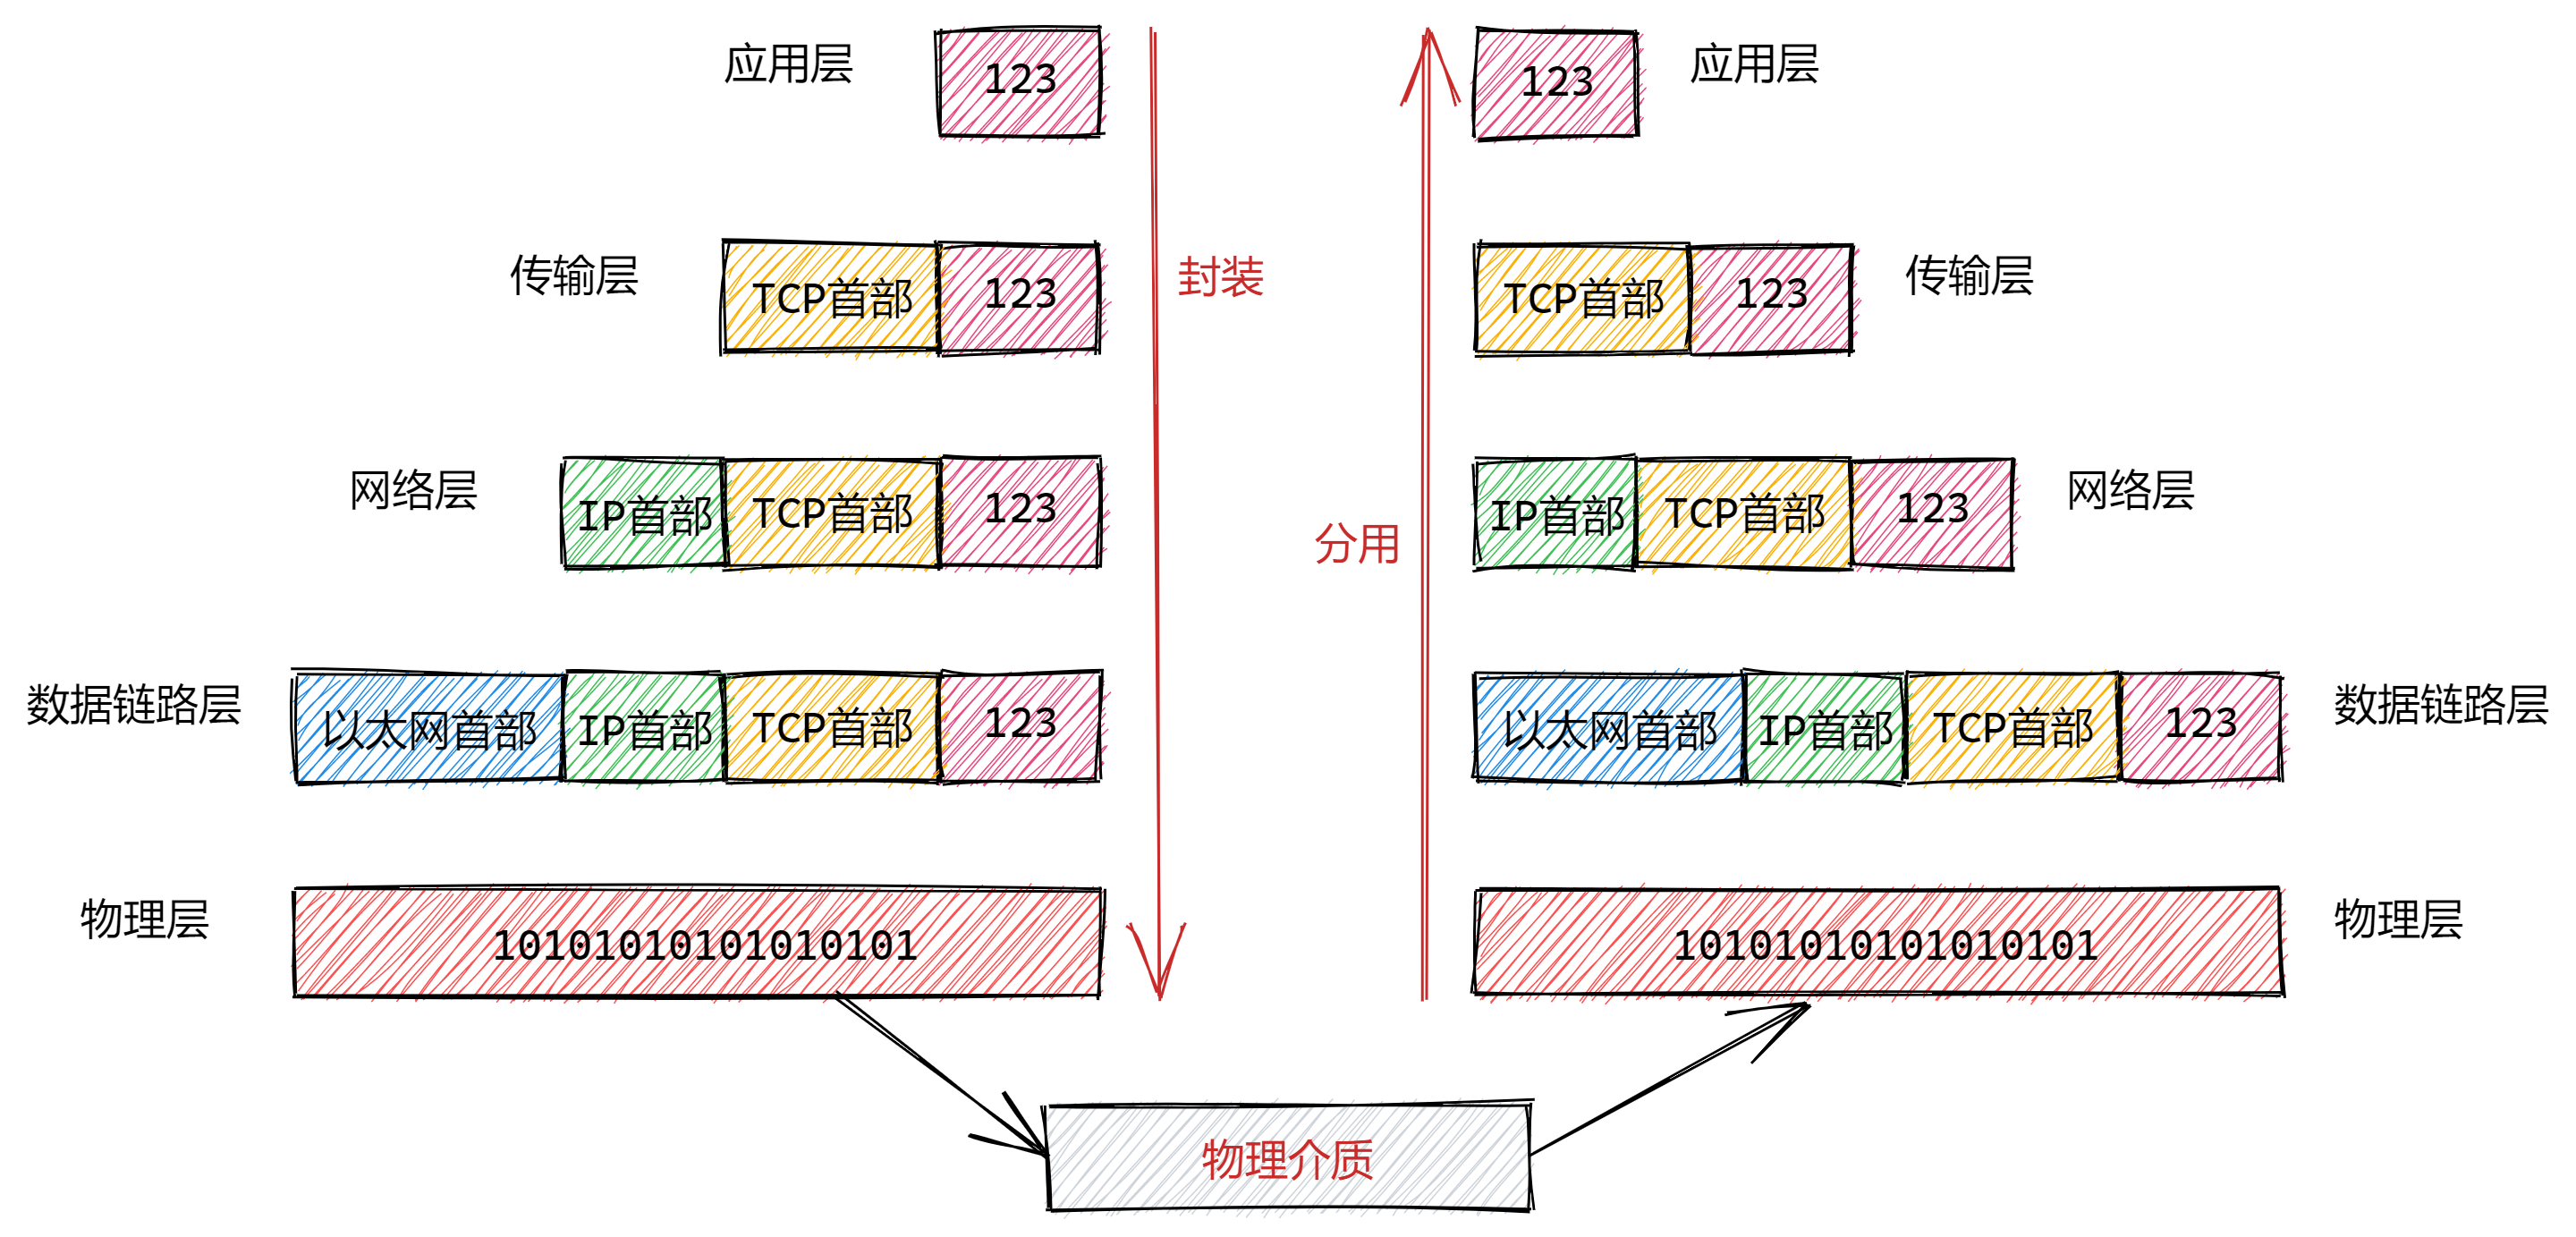 应用层 123 123 应用层
传输层 TCP首部 123 封装 TCP首部 123 传输层
网络层 IP首部 TCP首部 123 分用 IP首部 TCP首部 123 网络层
数据链路层 以太网首部 IP首部 TCP首部 123 以太网首部 IP首部 TCP首部 123 数据链路层
物理层 10101010101010101 10101010101010101 物理层
物理介质